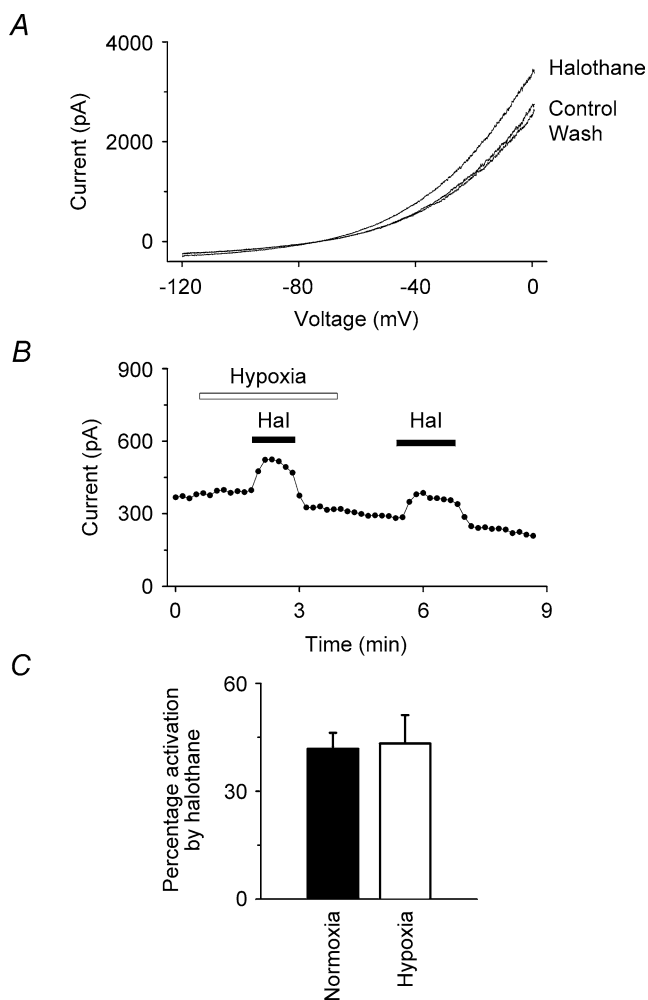 A
4000
2000
0
Current (pA)
Halothane
Control
Wash
-120
-80
-40
0
Voltage (mV)
B
900
600
300
0
Current (pA)
Hypoxia
Hal
Hal
0
3
6
9
Time (min)
C
60
30
0
Percentage activation
by halothane
Normoxia
Hypoxia